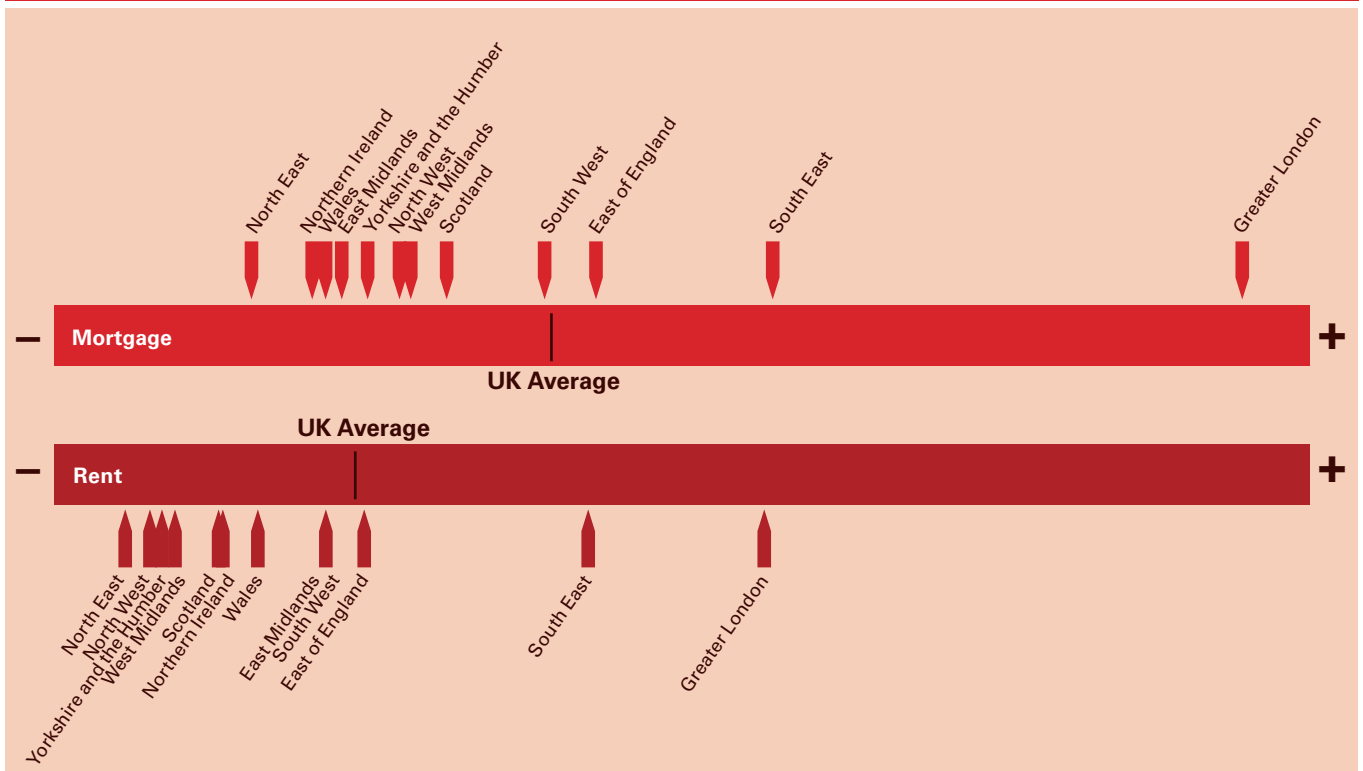 North East
Northern Ireland
Wales
East Midlands
Yorkshire and the Humber
North West
West Midlands
Scotland
South West
East of England
South East
Greater London
– Mortgage +
UK Average
UK Average
– Rent +
North East
North West
Yorkshire and the Humber
West Midlands
Scotland
Northern Ireland
Wales
East Midlands
South West
East of England
South East
Greater London